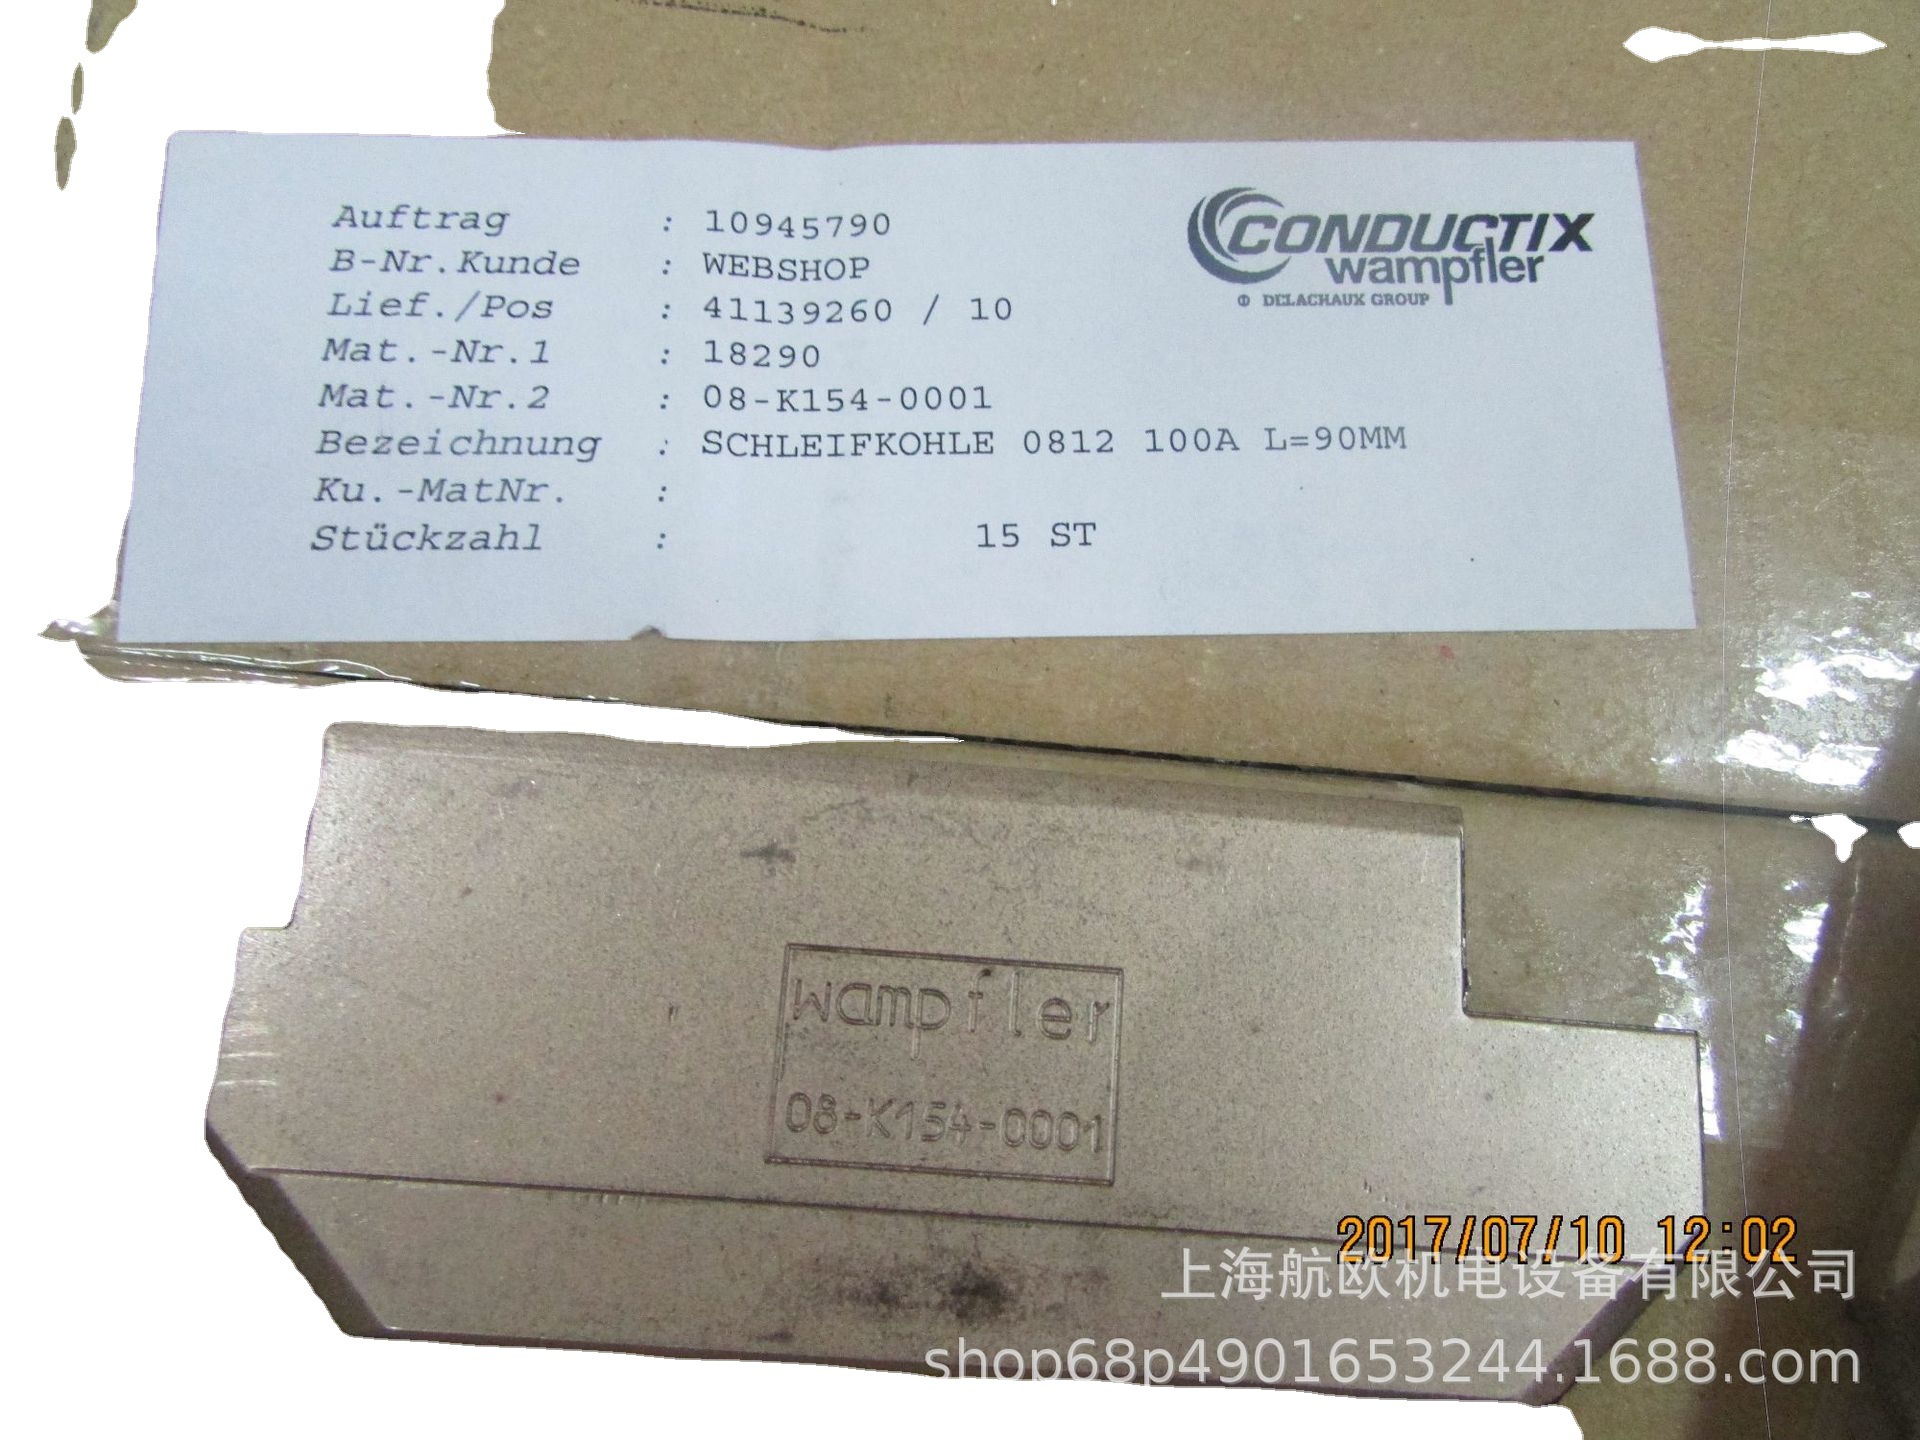 Auftrag : 10945790
B-Nr.Kunde : WEBSHOP
Lief./Pos : 41139260 / 10
Mat.-Nr.1 : 18290
Mat.-Nr.2 : 08-K154-0001
Bezeichnung : SCHLEIFKOHLE 0812 100A L=90MM
Ku.-MatNr. :
Stückzahl : 15 ST
CONDUCTIX
wampfler
DELACHAUX GROUP
wampfler
08-K154-0001
2017/07/10 12:02
上海航欧机电设备有限公司
shop68p4901653244.1688.com